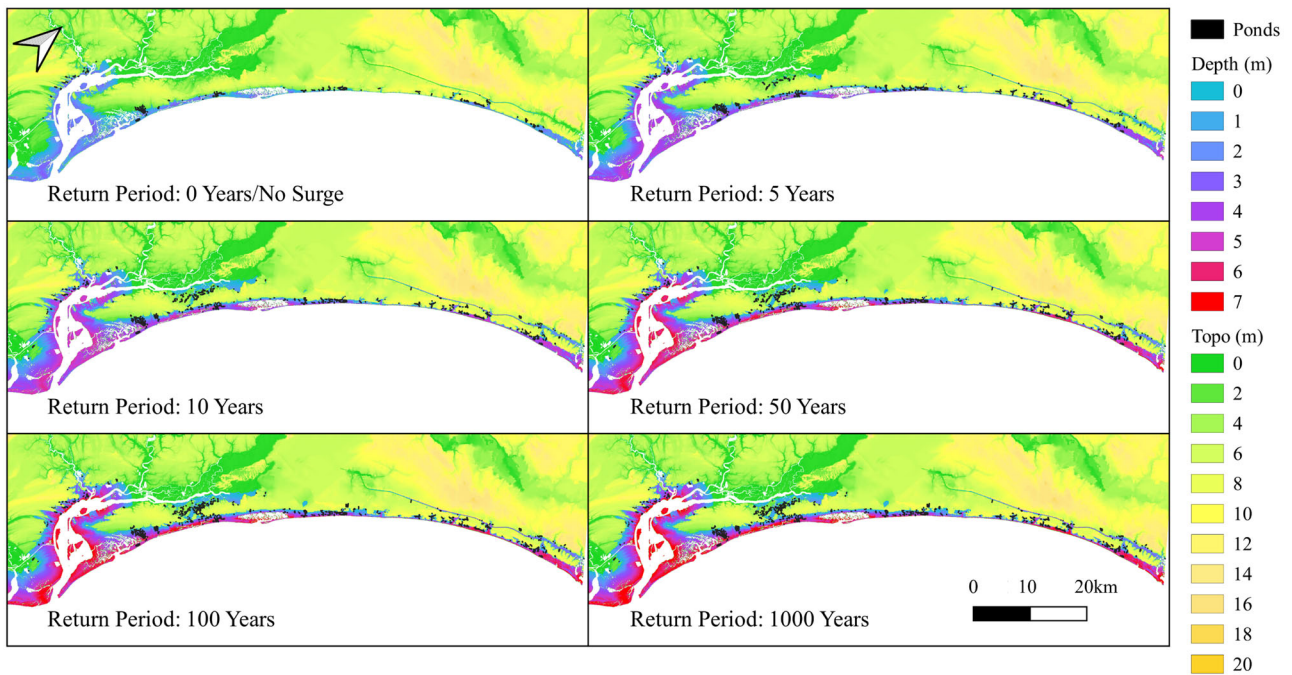 Return Period: 0 Years/No Surge
Return Period: 5 Years
Return Period: 10 Years
Return Period: 50 Years
Return Period: 100 Years
Return Period: 1000 Years
0 10 20km
Ponds
Depth (m)
0
1
2
3
4
5
6
7
Topo (m)
0
2
4
6
8
10
12
14
16
18
20